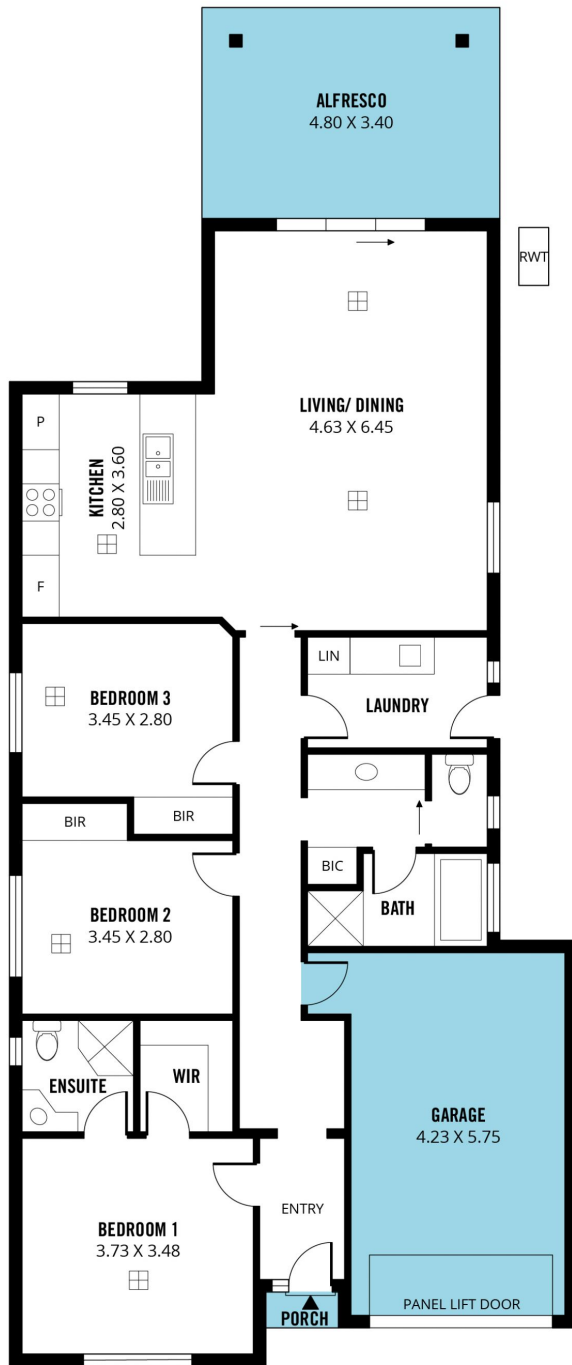 ALFRESCO
4.80 X 3.40
RWT
LIVING/ DINING
4.63 X 6.45
P
KITCHEN
2.80 X 3.60
F
BEDROOM 3
3.45 X 2.80
LIN
LAUNDRY
BIR
BIR
BIC
BATH
BEDROOM 2
3.45 X 2.80
ENSUITE
WIR
GARAGE
4.23 X 5.75
ENTRY
BEDROOM 1
3.73 X 3.48
PORCH
PANEL LIFT DOOR